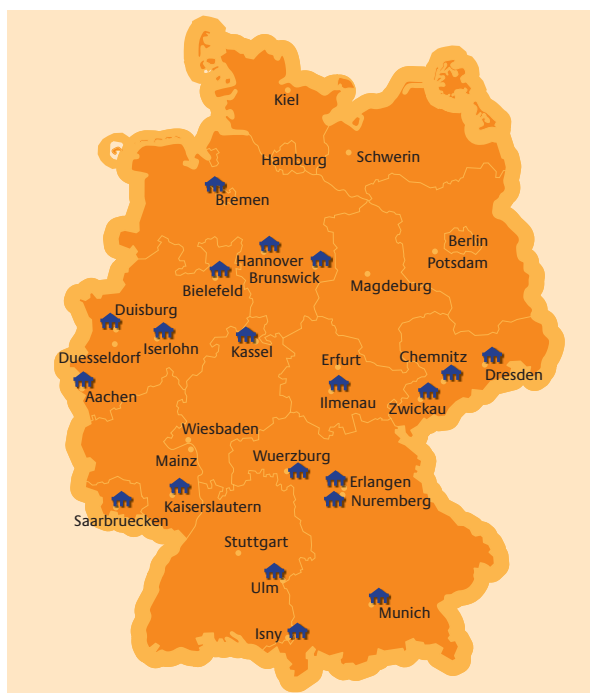 Kiel
Hamburg
Schwerin
Bremen
Berlin
Hannover
Potsdam
Brunswick
Bielefeld
Magdeburg
Duisburg
Iserlohn
Kassel
Duesseldorf
Erfurt
Chemnitz
Dresden
Aachen
Ilmenau
Zwickau
Wiesbaden
Mainz
Wuerzburg
Erlangen
Nuremberg
Kaiserslautern
Saarbruecken
Stuttgart
Ulm
Munich
Isny